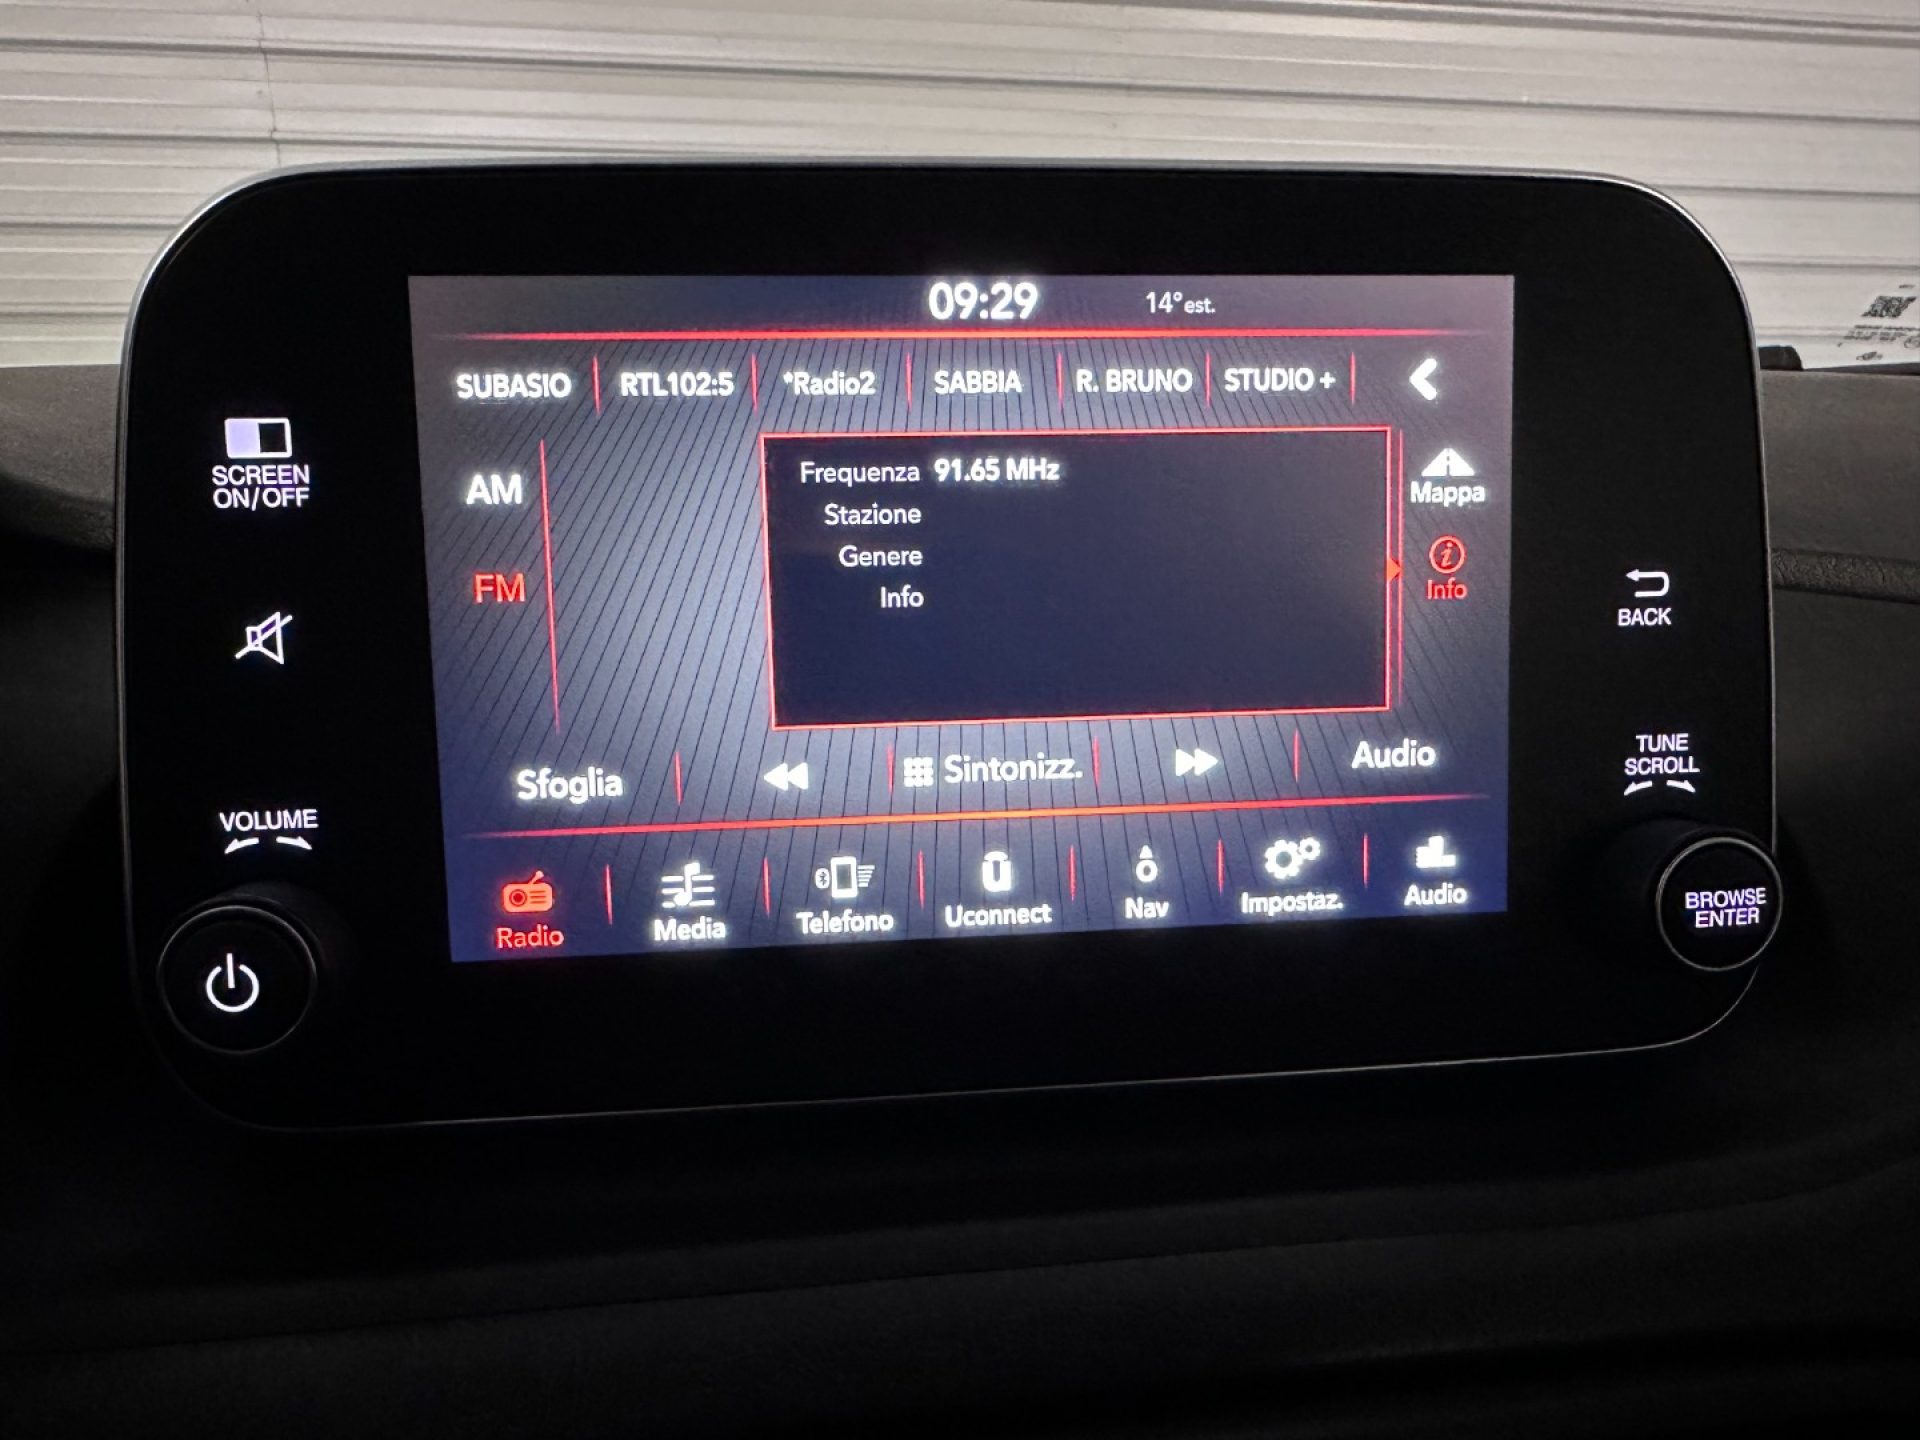 09:29 14°est.
SUBASIO RTL102:5 *Radio2 SABBIA R. BRUNO STUDIO +
SCREEN
ON/OFF
AM
FM
Frequenza 91.65 MHz
Stazione
Genere
Info
Mappa
Info
BACK
Sfoglia Sintonizz. Audio
TUNE
SCROLL
VOLUME
Radio Media Telefono Uconnect Nav Impostaz. Audio
BROWSE
ENTER